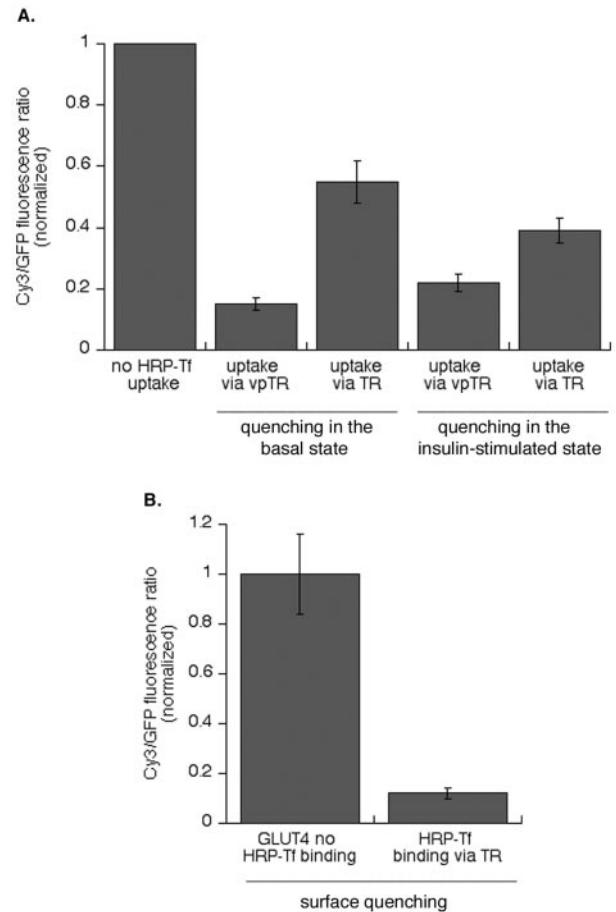 A.
Cy3/GFP fluorescence ratio
(normalized)
1
0.8
0.6
0.4
0.2
0
no HRP-Tf
uptake
uptake
via vpTR
uptake
via TR
uptake
via vpTR
uptake
via TR
quenching in the
basal state
quenching in the
insulin-stimulated state
B.
Cy3/GFP fluorescence ratio
(normalized)
1.2
1
0.8
0.6
0.4
0.2
0
GLUT4 no
HRP-Tf binding
HRP-Tf
binding via TR
surface quenching